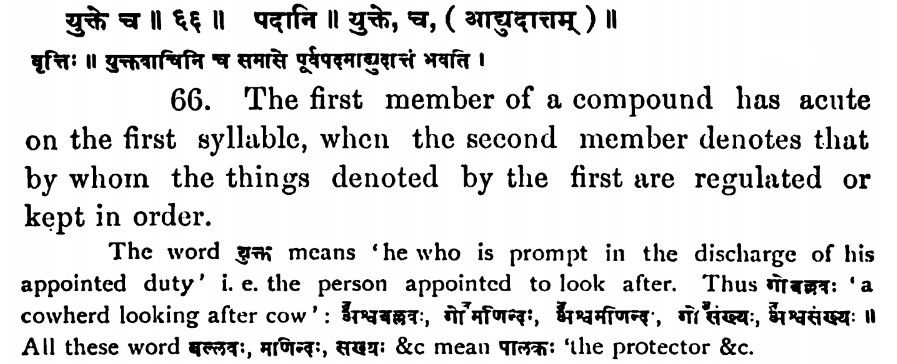 युक्ते च ॥ ६६ ॥ पदानि ॥ युक्ते, च, ( आद्युदात्तम् ) ॥
वृत्तिः ॥ युक्तवाचिनि च समासे पूर्वपदमाद्युदात्तं भवति ।
66. The first member of a compound has acute
on the first syllable, when the second member denotes that
by whom the things denoted by the first are regulated or
kept in order.
The word युक्त means 'he who is prompt in the discharge of his
appointed duty' i. e. the person appointed to look after. Thus गो॑बल्लवः 'a
cowherd looking after cow' : अ॑श्वबल्लवः, गो॑मणिन्दः, अ॑श्वमणिन्दः, गो॑संख्यः, अ॑श्वसंख्यः ॥
All these word बल्लवः, मणिन्दः, सख्यः &c mean पालकः 'the protector &c.